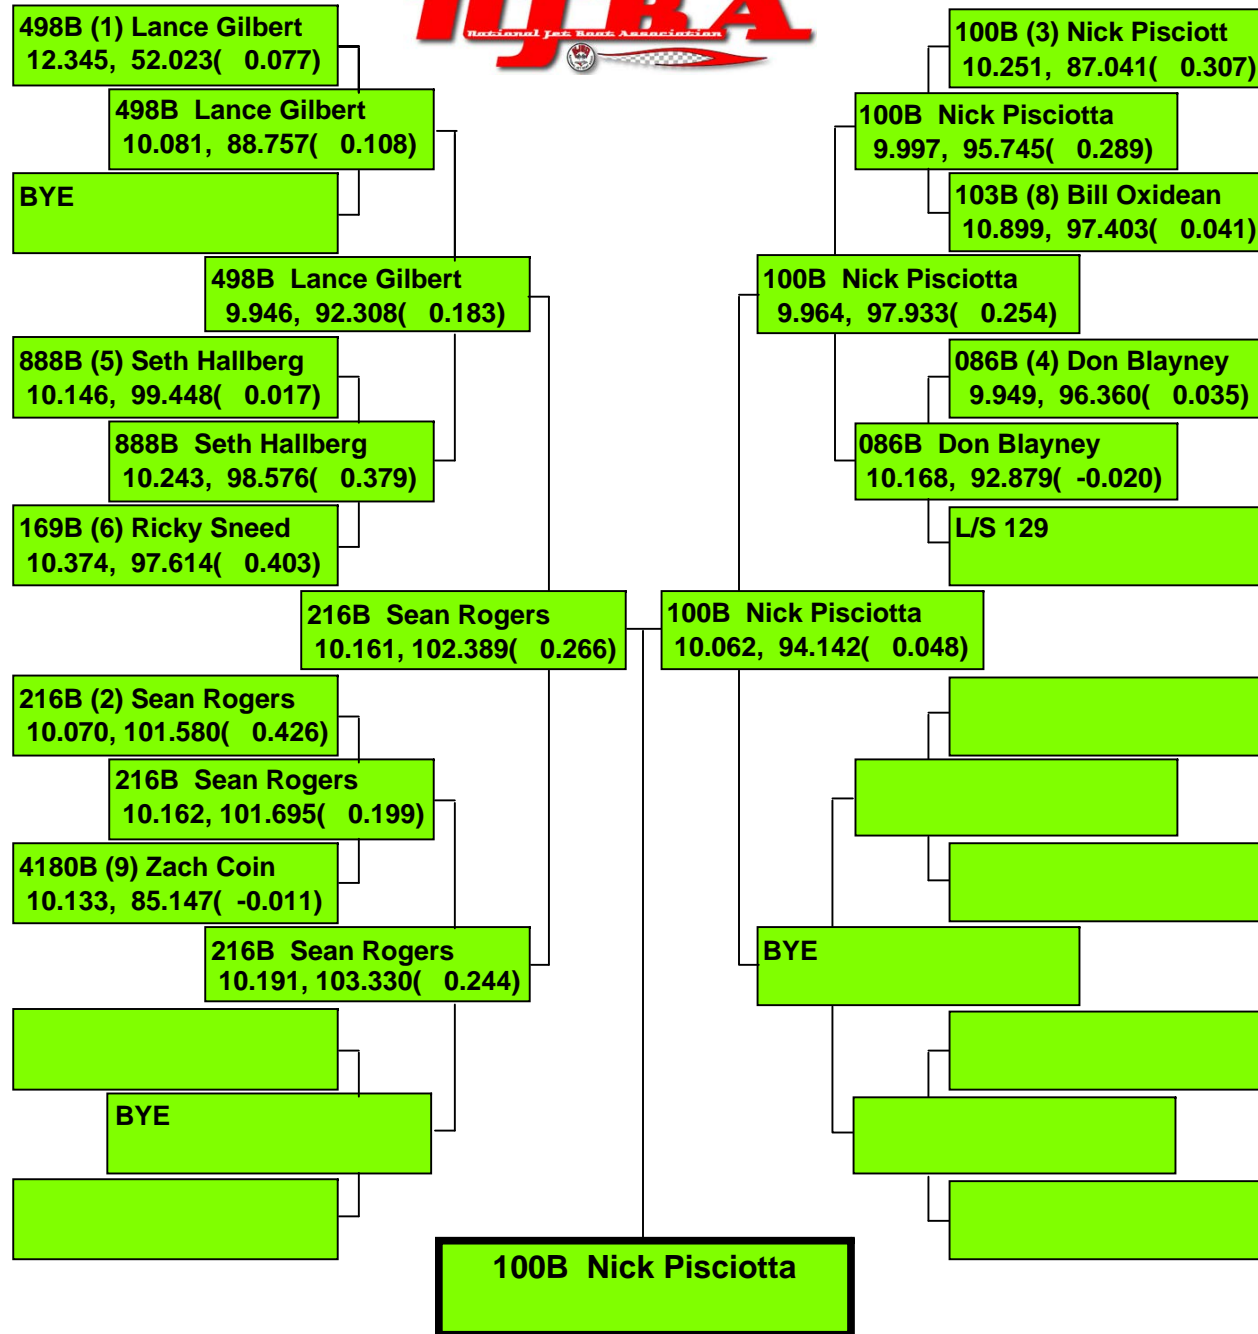 NJBA
National Jet Boat Association
498B (1) Lance Gilbert
12.345, 52.023( 0.077)
498B Lance Gilbert
10.081, 88.757( 0.108)
BYE
498B Lance Gilbert
9.946, 92.308( 0.183)
888B (5) Seth Hallberg
10.146, 99.448( 0.017)
888B Seth Hallberg
10.243, 98.576( 0.379)
169B (6) Ricky Sneed
10.374, 97.614( 0.403)
216B Sean Rogers
10.161, 102.389( 0.266)
216B (2) Sean Rogers
10.070, 101.580( 0.426)
216B Sean Rogers
10.162, 101.695( 0.199)
4180B (9) Zach Coin
10.133, 85.147( -0.011)
216B Sean Rogers
10.191, 103.330( 0.244)
BYE
100B (3) Nick Pisciott
10.251, 87.041( 0.307)
100B Nick Pisciotta
9.997, 95.745( 0.289)
103B (8) Bill Oxidean
10.899, 97.403( 0.041)
100B Nick Pisciotta
9.964, 97.933( 0.254)
086B (4) Don Blayney
9.949, 96.360( 0.035)
086B Don Blayney
10.168, 92.879( -0.020)
L/S 129
100B Nick Pisciotta
10.062, 94.142( 0.048)
BYE
100B Nick Pisciotta